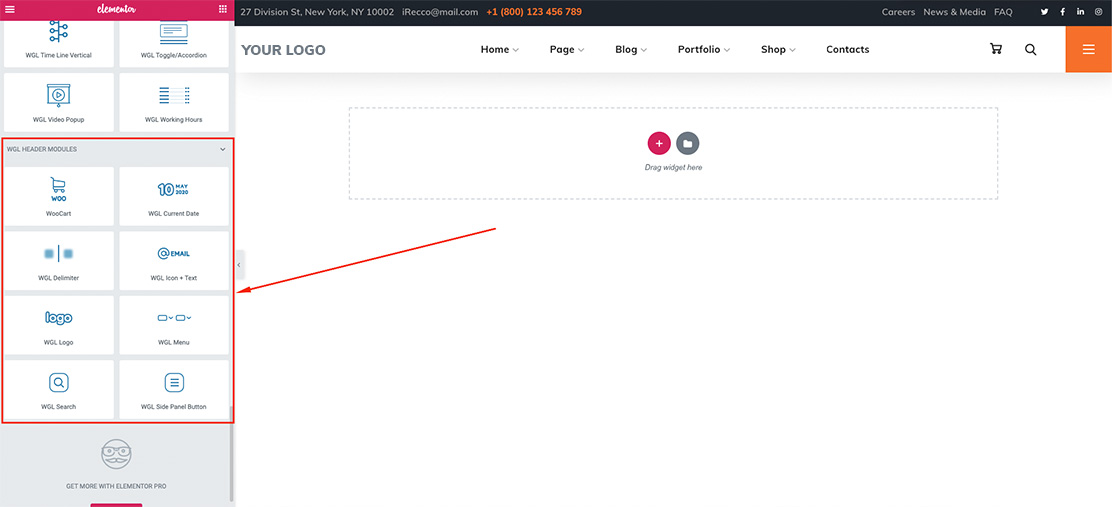 elementor
WGL Time Line Vertical
WGL Toggle/Accordion
WGL Video Popup
WGL Working Hours
WGL HEADER MODULES
WOO
WooCart
10 MAY 2020
WGL Current Date
WGL Delimiter
@EMAIL
WGL Icon + Text
logo
WGL Logo
WGL Menu
WGL Search
WGL Side Panel Button
GET MORE WITH ELEMENTOR PRO
27 Division St, New York, NY 10002 iRecco@mail.com +1 (800) 123 456 789 Careers News & Media FAQ
YOUR LOGO Home Page Blog Portfolio Shop Contacts
Drag widget here